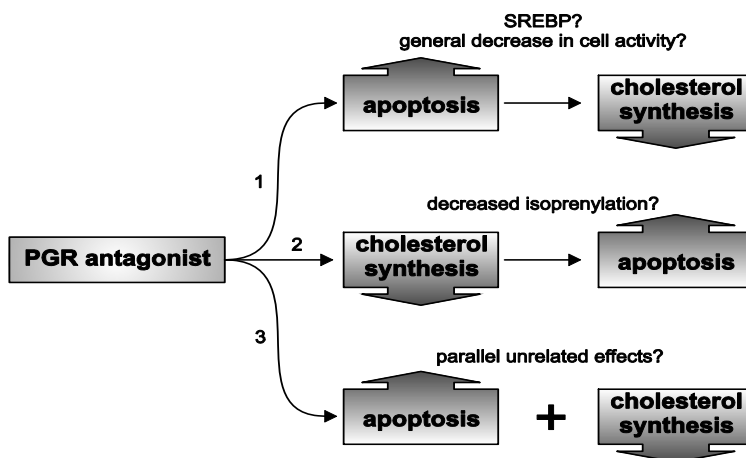 SREBP?
general decrease in cell activity?
apoptosis
cholesterol
synthesis
1
decreased isoprenylation?
PGR antagonist
2
cholesterol
synthesis
apoptosis
3
parallel unrelated effects?
apoptosis
+
cholesterol
synthesis